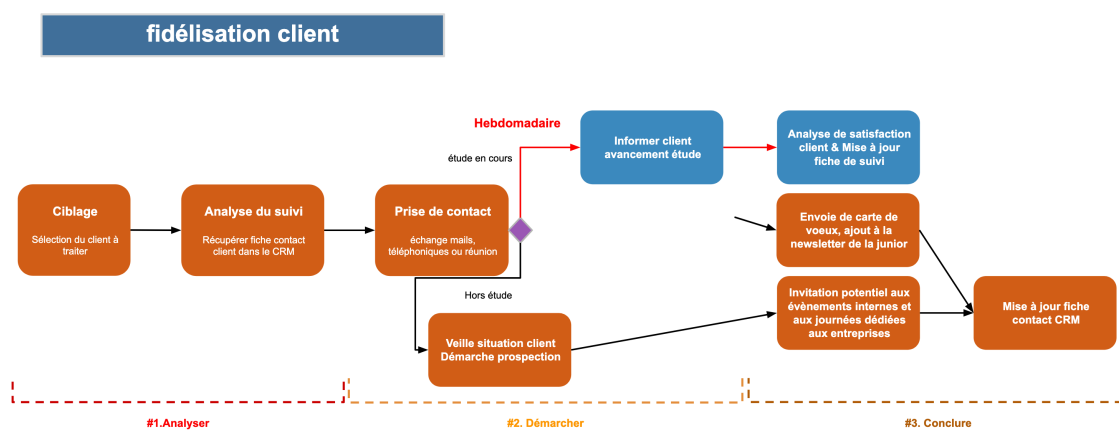 fidélisation client
Hebdomadaire
étude en cours
Informer client
avancement étude
Analyse de satisfaction
client & Mise à jour
fiche de suivi
Ciblage
Sélection du client à
traiter
Analyse du suivi
Récupérer fiche contact
client dans le CRM
Prise de contact
échange mails,
téléphoniques ou réunion
Envoie de carte de
voeux, ajout à la
newsletter de la junior
Hors étude
Veille situation client
Démarche prospection
Invitation potentiel aux
évènements internes et
aux journées dédiées
aux entreprises
Mise à jour fiche
contact CRM
#1.Analyser
#2. Démarcher
#3. Conclure